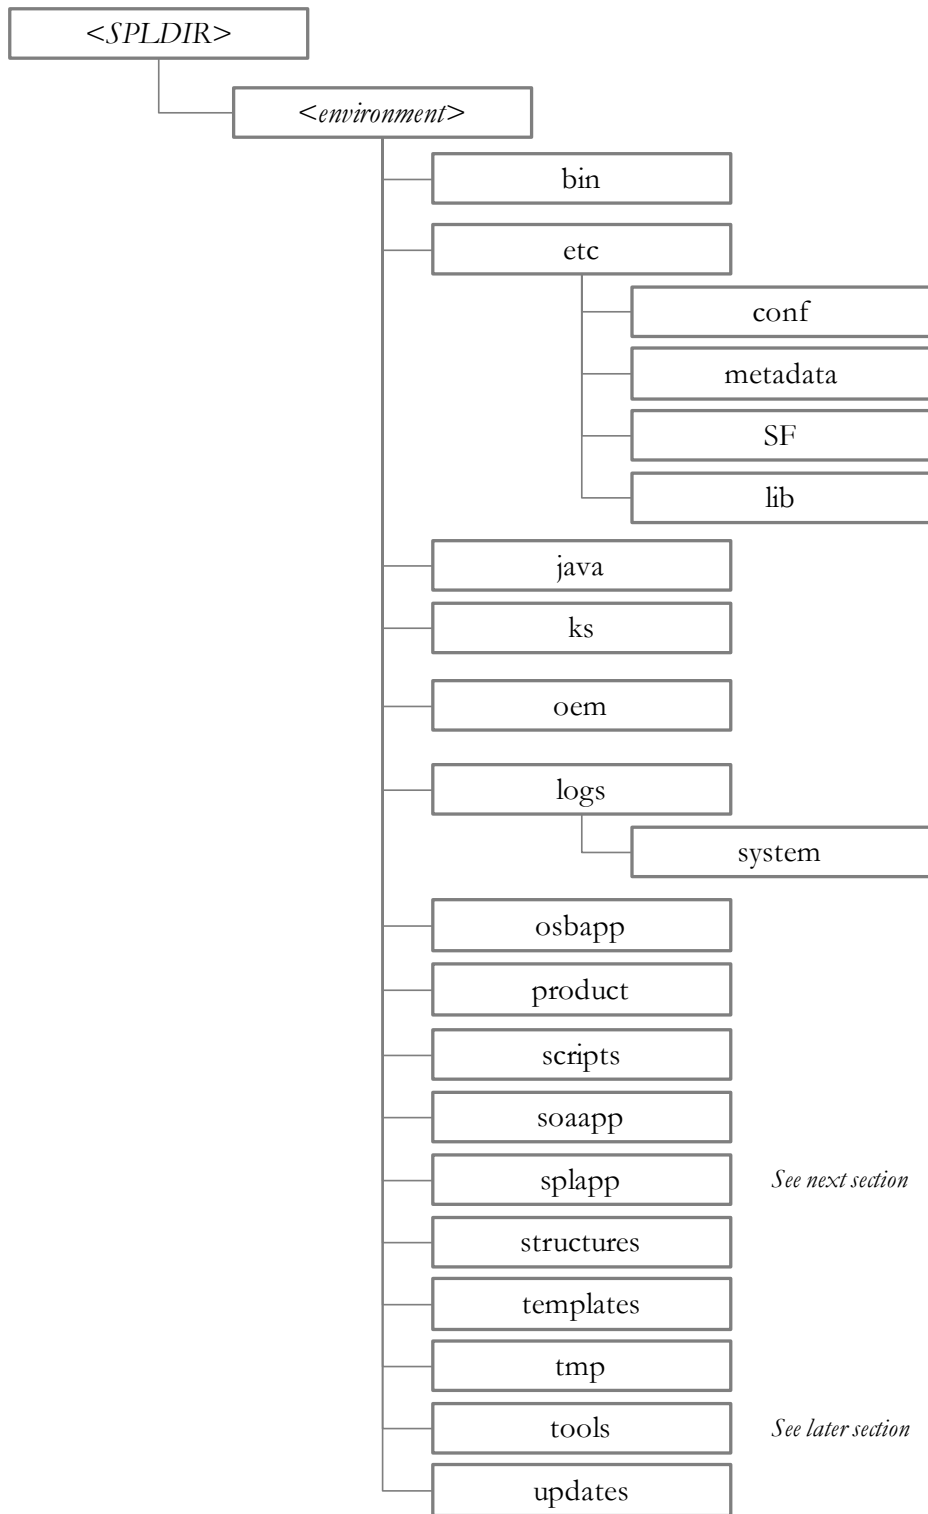 <SPLDIR>
<environment>
bin
etc
conf
metadata
SF
lib
java
ks
oem
logs
system
osbapp
product
scripts
soaapp
splapp
See next section
structures
templates
tmp
tools
See later section
updates